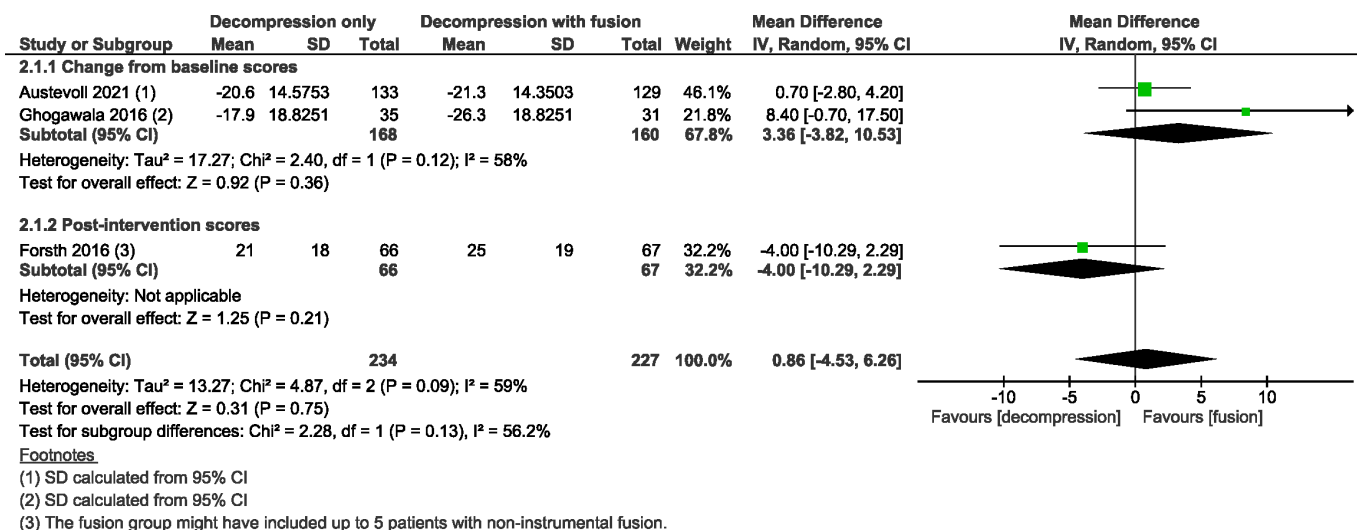 Decompression only Decompression with fusion Mean Difference Mean Difference
Study or Subgroup Mean SD Total Mean SD Total Weight IV, Random, 95% CI IV, Random, 95% CI
2.1.1 Change from baseline scores
Austevoll 2021 (1) -20.6 14.5753 133 -21.3 14.3503 129 46.1% 0.70 [-2.80, 4.20]
Ghogawala 2016 (2) -17.9 18.8251 35 -26.3 18.8251 31 21.8% 8.40 [-0.70, 17.50]
Subtotal (95% CI) 168 160 67.8% 3.36 [-3.82, 10.53]
Heterogeneity: Tau² = 17.27; Chi² = 2.40, df = 1 (P = 0.12); I² = 58%
Test for overall effect: Z = 0.92 (P = 0.36)
2.1.2 Post-intervention scores
Forsth 2016 (3) 21 18 66 25 19 67 32.2% -4.00 [-10.29, 2.29]
Subtotal (95% CI) 66 67 32.2% -4.00 [-10.29, 2.29]
Heterogeneity: Not applicable
Test for overall effect: Z = 1.25 (P = 0.21)
Total (95% CI) 234 227 100.0% 0.86 [-4.53, 6.26]
Heterogeneity: Tau² = 13.27; Chi² = 4.87, df = 2 (P = 0.09); I² = 59%
Test for overall effect: Z = 0.31 (P = 0.75)
Test for subgroup differences: Chi² = 2.28, df = 1 (P = 0.13), I² = 56.2%
-10 -5 0 5 10
Favours [decompression] Favours [fusion]
Footnotes
(1) SD calculated from 95% CI
(2) SD calculated from 95% CI
(3) The fusion group might have included up to 5 patients with non-instrumental fusion.